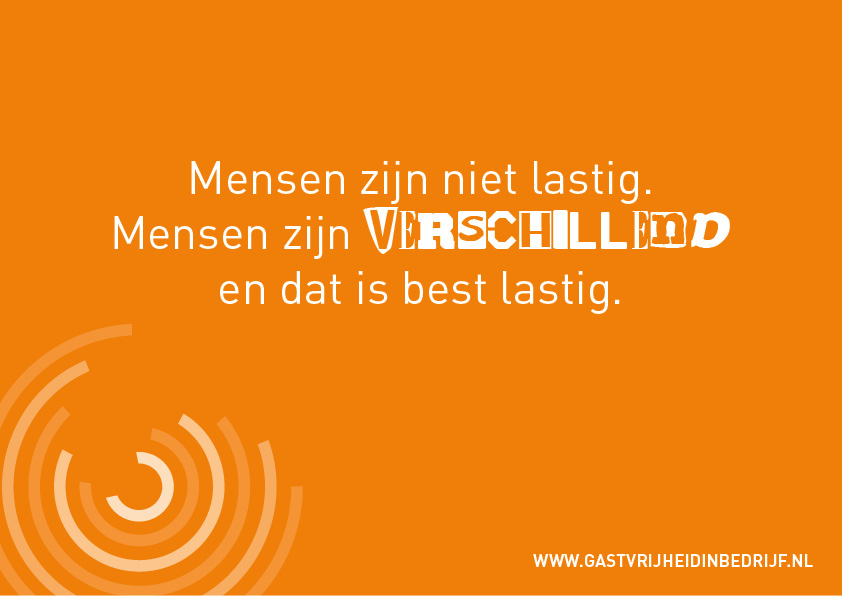 Mensen zijn niet lastig.
Mensen zijn VERSCHILLEnD
en dat is best lastig.
WWW.GASTVRIJHEIDINBEDRIJF.NL